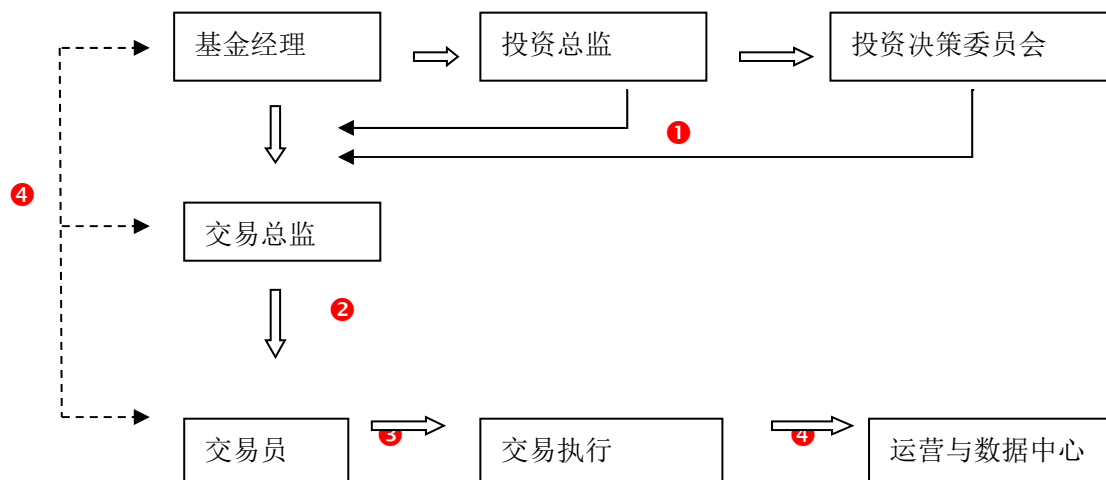 基金经理
投资总监
投资决策委员会
❶
❹
交易总监
❷
交易员
❸
交易执行
❹
运营与数据中心